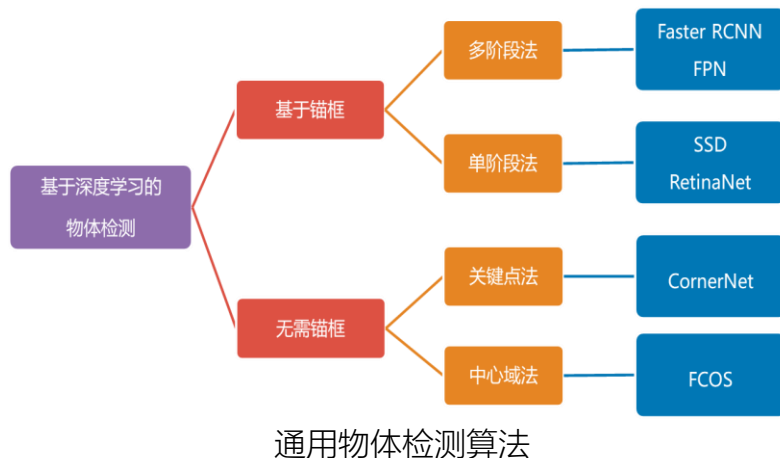 基于深度学习的
物体检测
基于锚框
无需锚框
多阶段法
单阶段法
关键点法
中心域法
Faster RCNN
FPN
SSD
RetinaNet
CornerNet
FCOS
通用物体检测算法